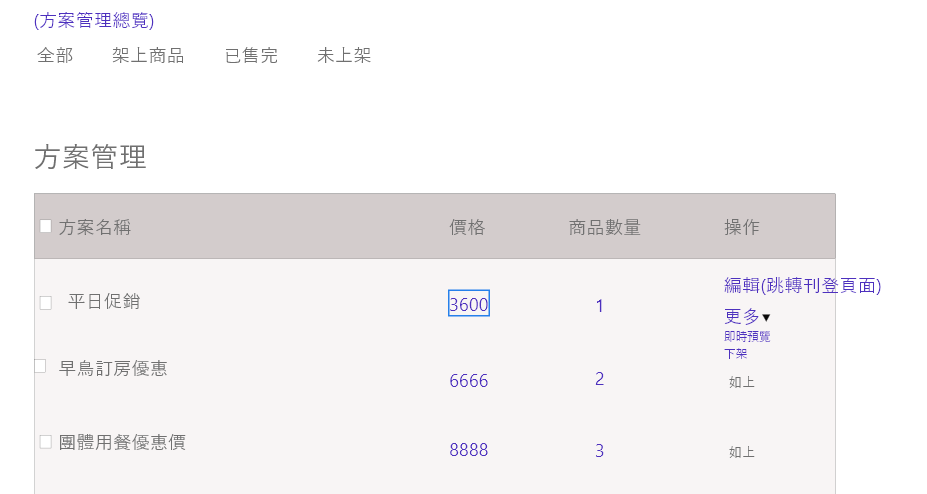 (方案管理總覽)
全部 架上商品 已售完 未上架
方案管理
方案名稱 價格 商品數量 操作
編輯(跳轉刊登頁面)
平日促銷 3600 1
更多▼
即時預覽
下架
早鳥訂房優惠 6666 2 如上
團體用餐優惠價 8888 3 如上